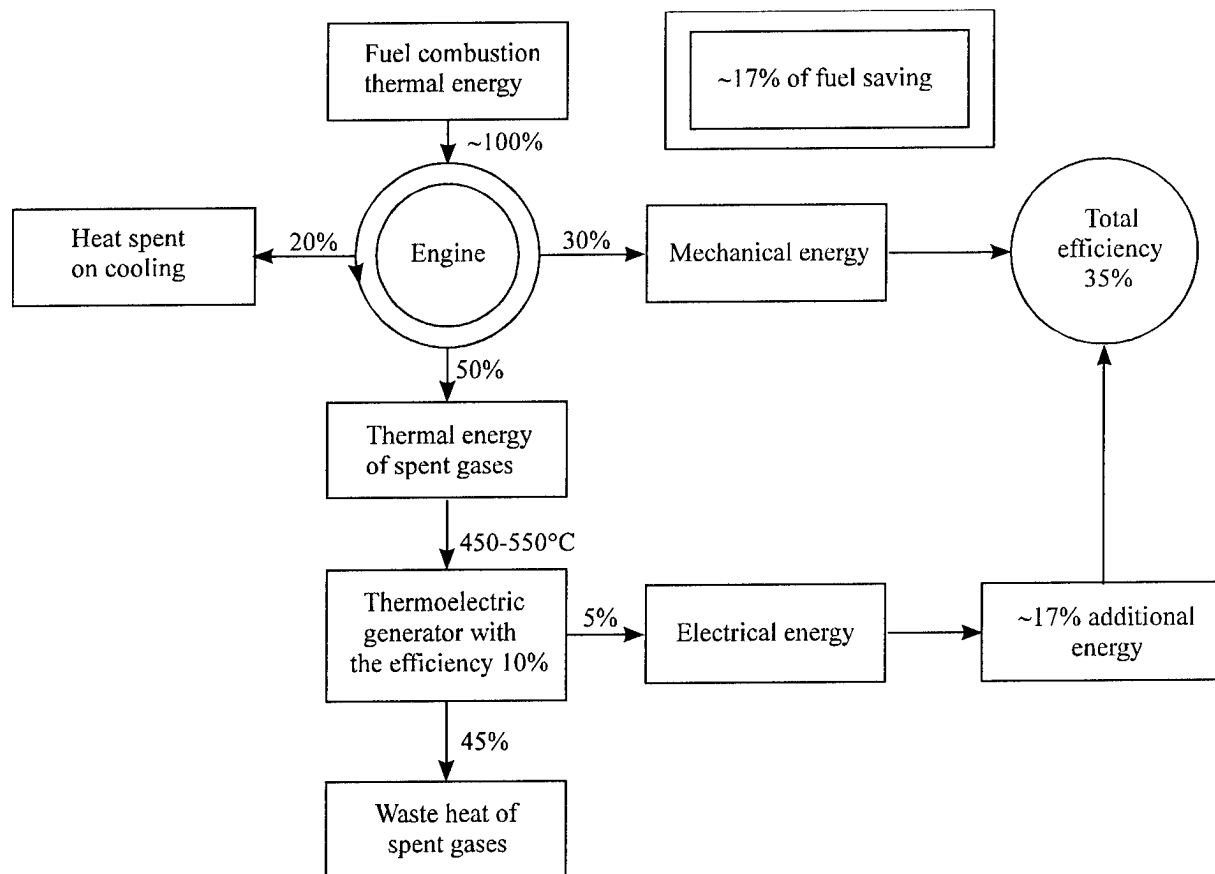 Fuel combustion
thermal energy
~17% of fuel saving
~100%
Heat spent
on cooling
20%
Engine
30%
Mechanical energy
Total
efficiency
35%
50%
Thermal energy
of spent gases
450-550°C
Thermoelectric
generator with
the efficiency 10%
5%
Electrical energy
~17% additional
energy
45%
Waste heat of
spent gases